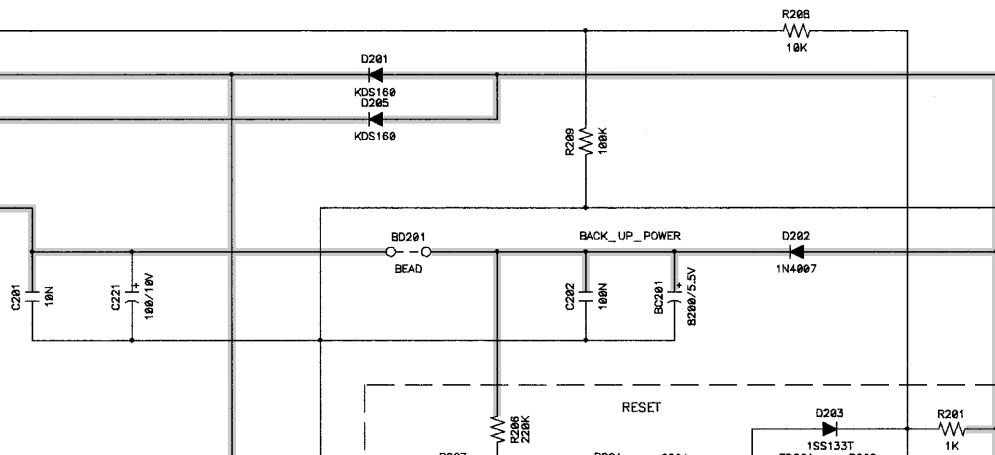 R208
10K
D201
KDS160
D205
KDS160
R209
100K
BD201
BEAD
BACK_UP_POWER
D202
1N4007
C201
10N
C221
100/10V
+
C202
100N
BC201
8200/5.5V
+
RESET
R206
220K
D203
1SS133T
R201
1K